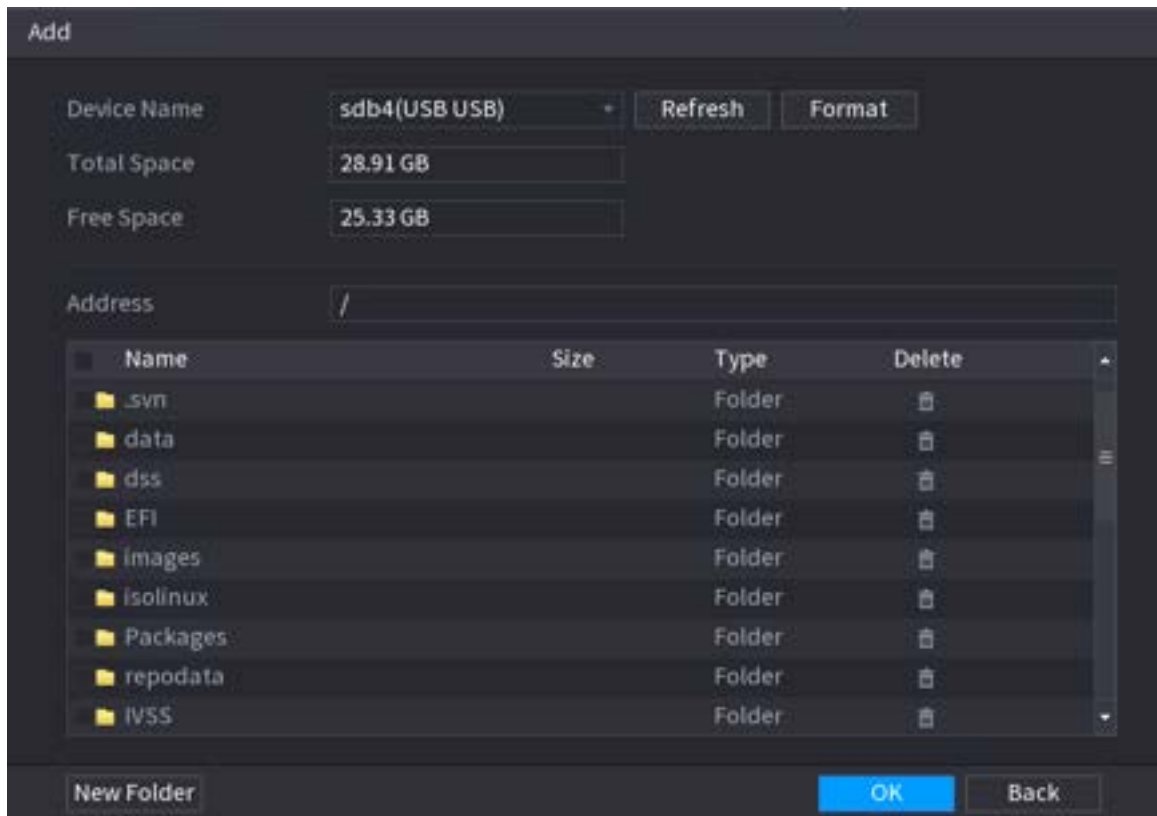 Add
Device Name sdb4(USB USB) Refresh Format
Total Space 28.91 GB
Free Space 25.33 GB
Address /
Name Size Type Delete
.svn Folder
data Folder
dss Folder
EFI Folder
images Folder
isolinux Folder
Packages Folder
repodata Folder
IVSS Folder
New Folder OK Back